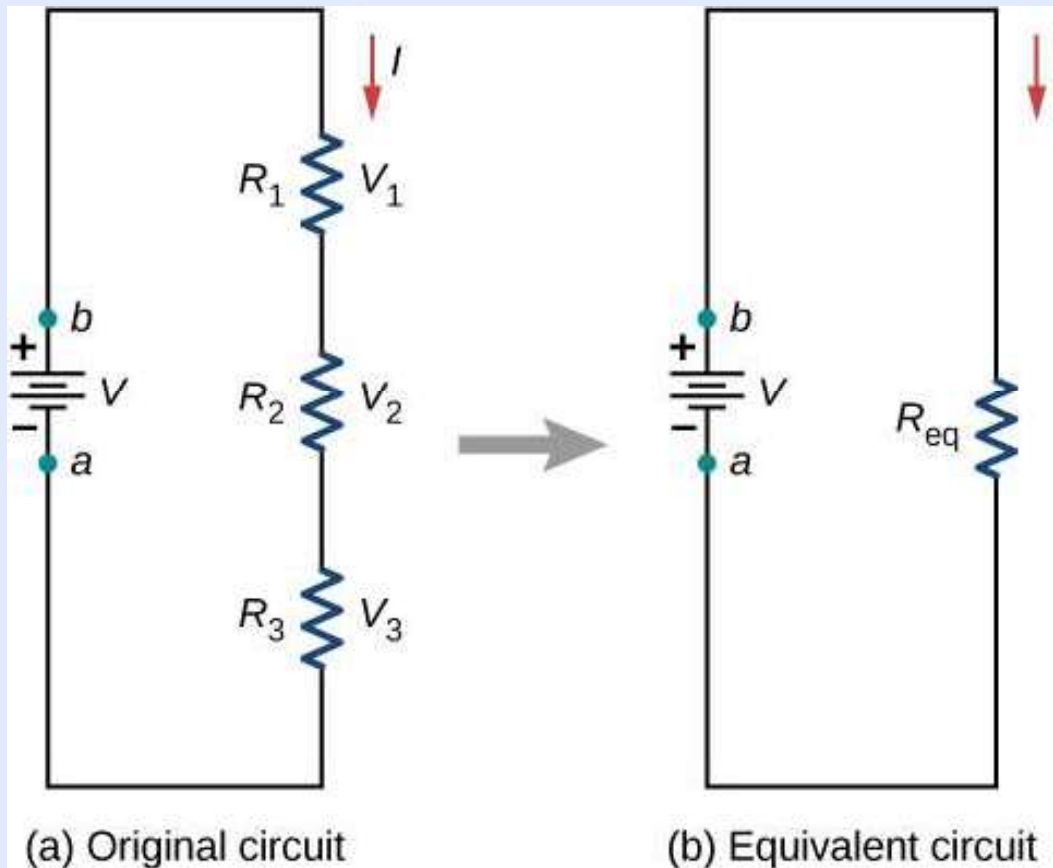 I
R1 V1
b b
+ +
V V
R2 V2
Req
− −
a a
R3 V3
(a) Original circuit (b) Equivalent circuit